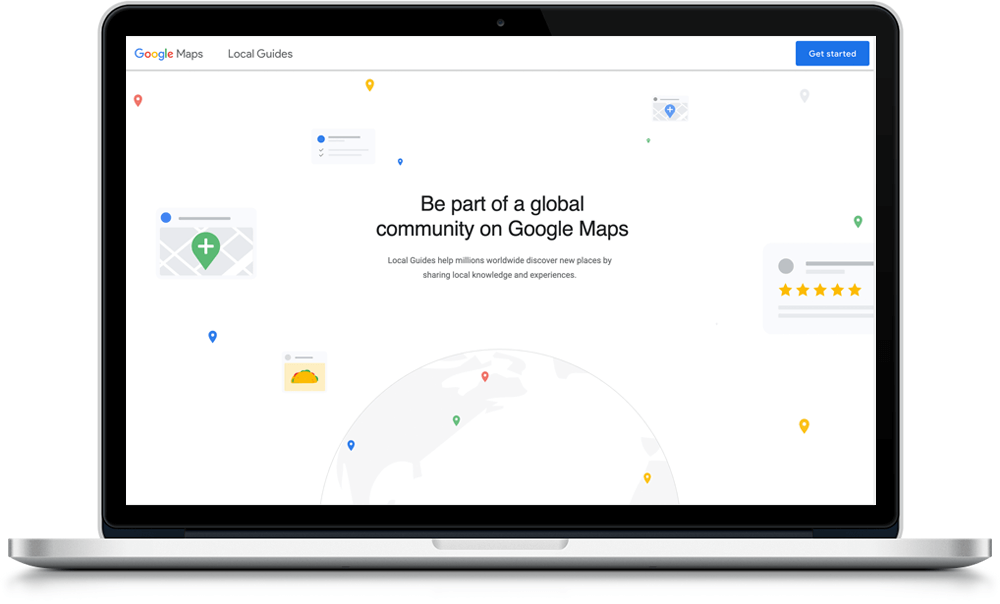 Google Maps Local Guides Get started
Be part of a global
community on Google Maps
Local Guides help millions worldwide discover new places by
sharing local knowledge and experiences.